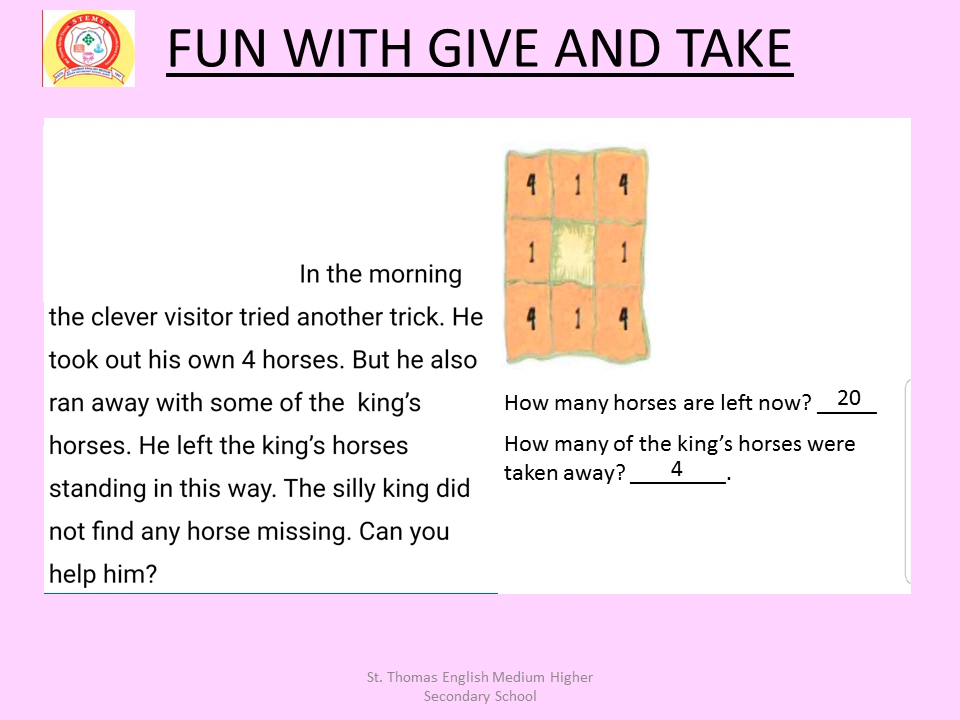 STEMS
FUN WITH GIVE AND TAKE
In the morning
the clever visitor tried another trick. He
took out his own 4 horses. But he also
ran away with some of the king's
horses. He left the king's horses
standing in this way. The silly king did
not find any horse missing. Can you
help him?
4 1 4
1 1
4 1 4
How many horses are left now? 20
How many of the king's horses were
taken away? 4.
St. Thomas English Medium Higher
Secondary School